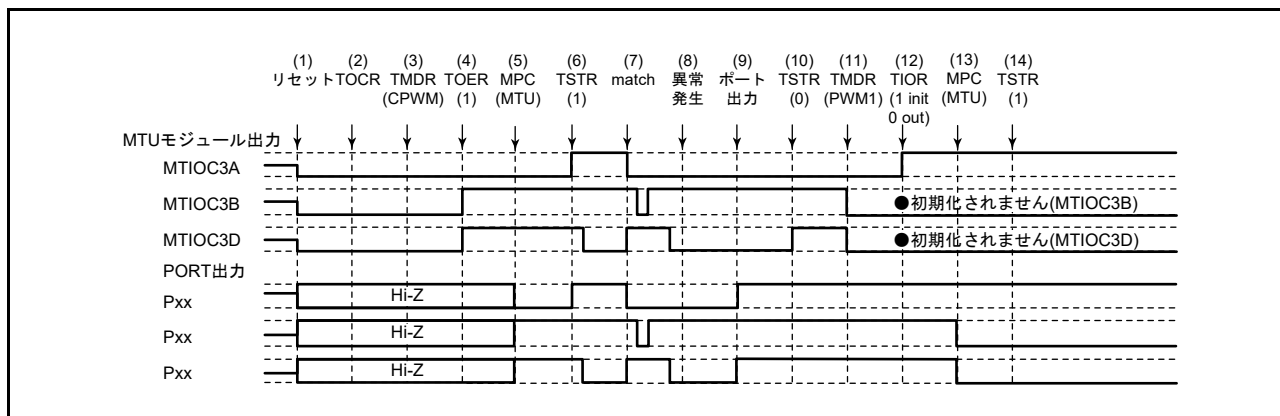 (1) (2) (3) (4) (5) (6) (7) (8) (9) (10) (11) (12) (13) (14)
リセット TOCR TMDR TOER MPC TSTR match 異常 ポート TSTR TMDR TIOR MPC TSTR
(CPWM) (1) (MTU) (1) 発生 出力 (0) (PWM1) (1 init (MTU) (1)
0 out)
MTUモジュール出力
MTIOC3A
MTIOC3B ●初期化されません(MTIOC3B)
MTIOC3D ●初期化されません(MTIOC3D)
PORT出力
Pxx Hi-Z
Pxx Hi-Z
Pxx Hi-Z